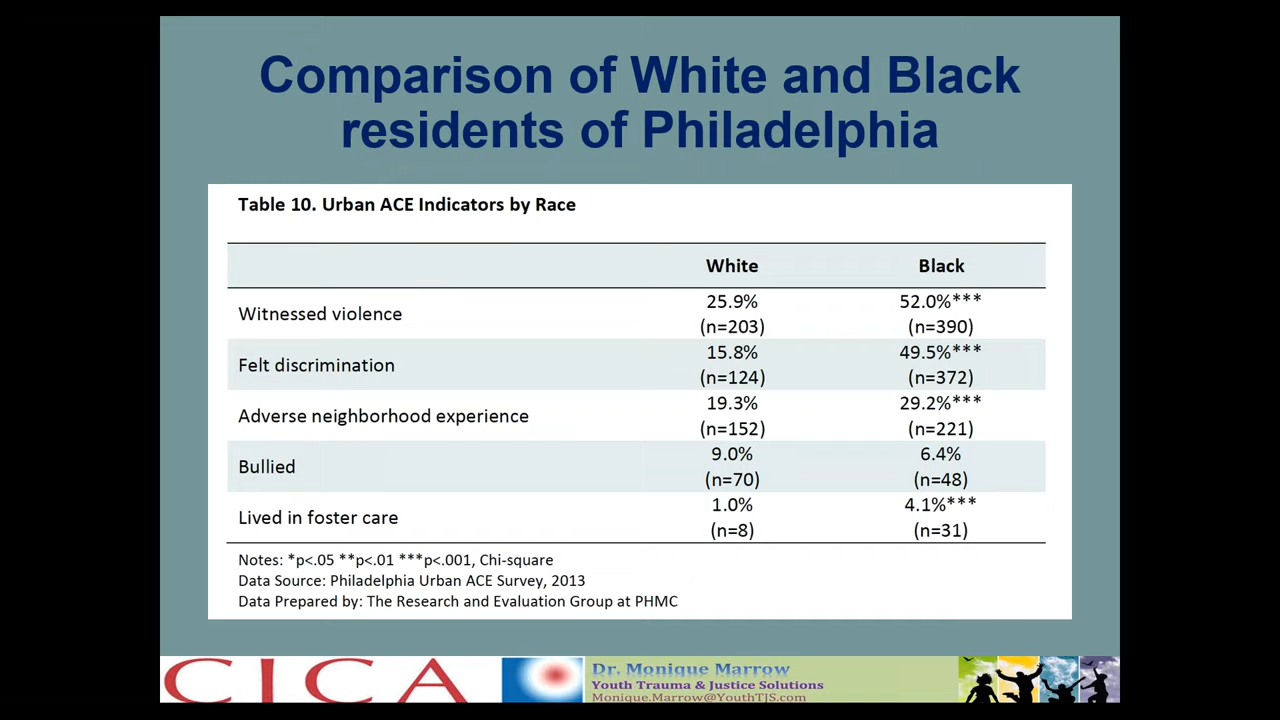 Comparison of White and Black
residents of Philadelphia
Table 10. Urban ACE Indicators by Race
White Black
Witnessed violence 25.9% (n=203) 52.0%*** (n=390)
Felt discrimination 15.8% (n=124) 49.5%*** (n=372)
Adverse neighborhood experience 19.3% (n=152) 29.2%*** (n=221)
Bullied 9.0% (n=70) 6.4% (n=48)
Lived in foster care 1.0% (n=8) 4.1%*** (n=31)
Notes: *p<.05 **p<.01 ***p<.001, Chi-square
Data Source: Philadelphia Urban ACE Survey, 2013
Data Prepared by: The Research and Evaluation Group at PHMC
CICA
Dr. Monique Marrow
Youth Trauma & Justice Solutions
Monique.Marrow@YouthTJS.com